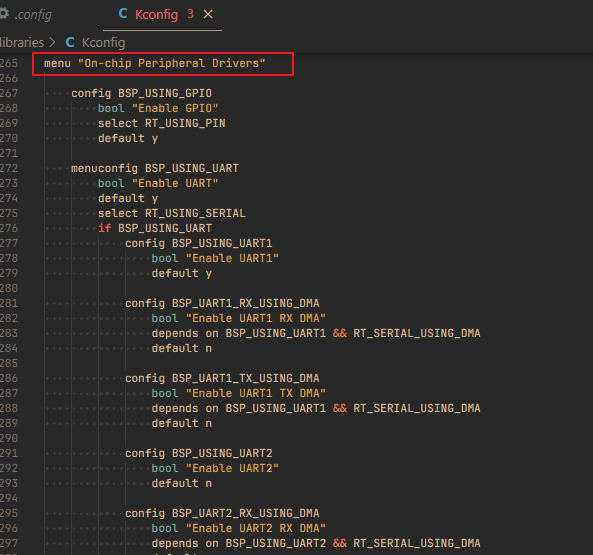 .config
Kconfig 3 ×
libraries > C Kconfig
265 menu "On-chip Peripheral Drivers"
266
267 config BSP_USING_GPIO
268 bool "Enable GPIO"
269 select RT_USING_PIN
270 default y
271
272 menuconfig BSP_USING_UART
273 bool "Enable UART"
274 default y
275 select RT_USING_SERIAL
276 if BSP_USING_UART
277 config BSP_USING_UART1
278 bool "Enable UART1"
279 default y
280
281 config BSP_UART1_RX_USING_DMA
282 bool "Enable UART1 RX DMA"
283 depends on BSP_USING_UART1 && RT_SERIAL_USING_DMA
284 default n
285
286 config BSP_UART1_TX_USING_DMA
287 bool "Enable UART1 TX DMA"
288 depends on BSP_USING_UART1 && RT_SERIAL_USING_DMA
289 default n
290
291 config BSP_USING_UART2
292 bool "Enable UART2"
293 default n
294
295 config BSP_UART2_RX_USING_DMA
296 bool "Enable UART2 RX DMA"
297 depends on BSP_USING_UART2 && RT_SERIAL_USING_DMA